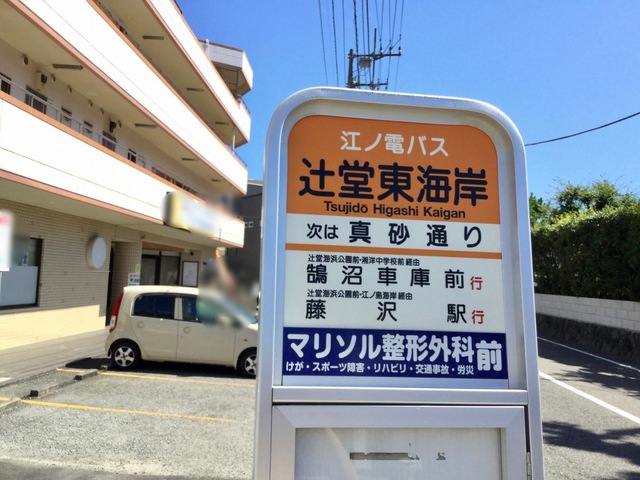 江ノ電バス
辻堂東海岸
Tsujidō Higashi Kaigan
次は 真砂通り
辻堂海浜公園前・湘洋中学校前 経由
鵠沼車庫前行
辻堂海浜公園前・江ノ島海岸 経由
藤沢駅行
マリソル整形外科前
けが・スポーツ障害・リハビリ・交通事故・労災